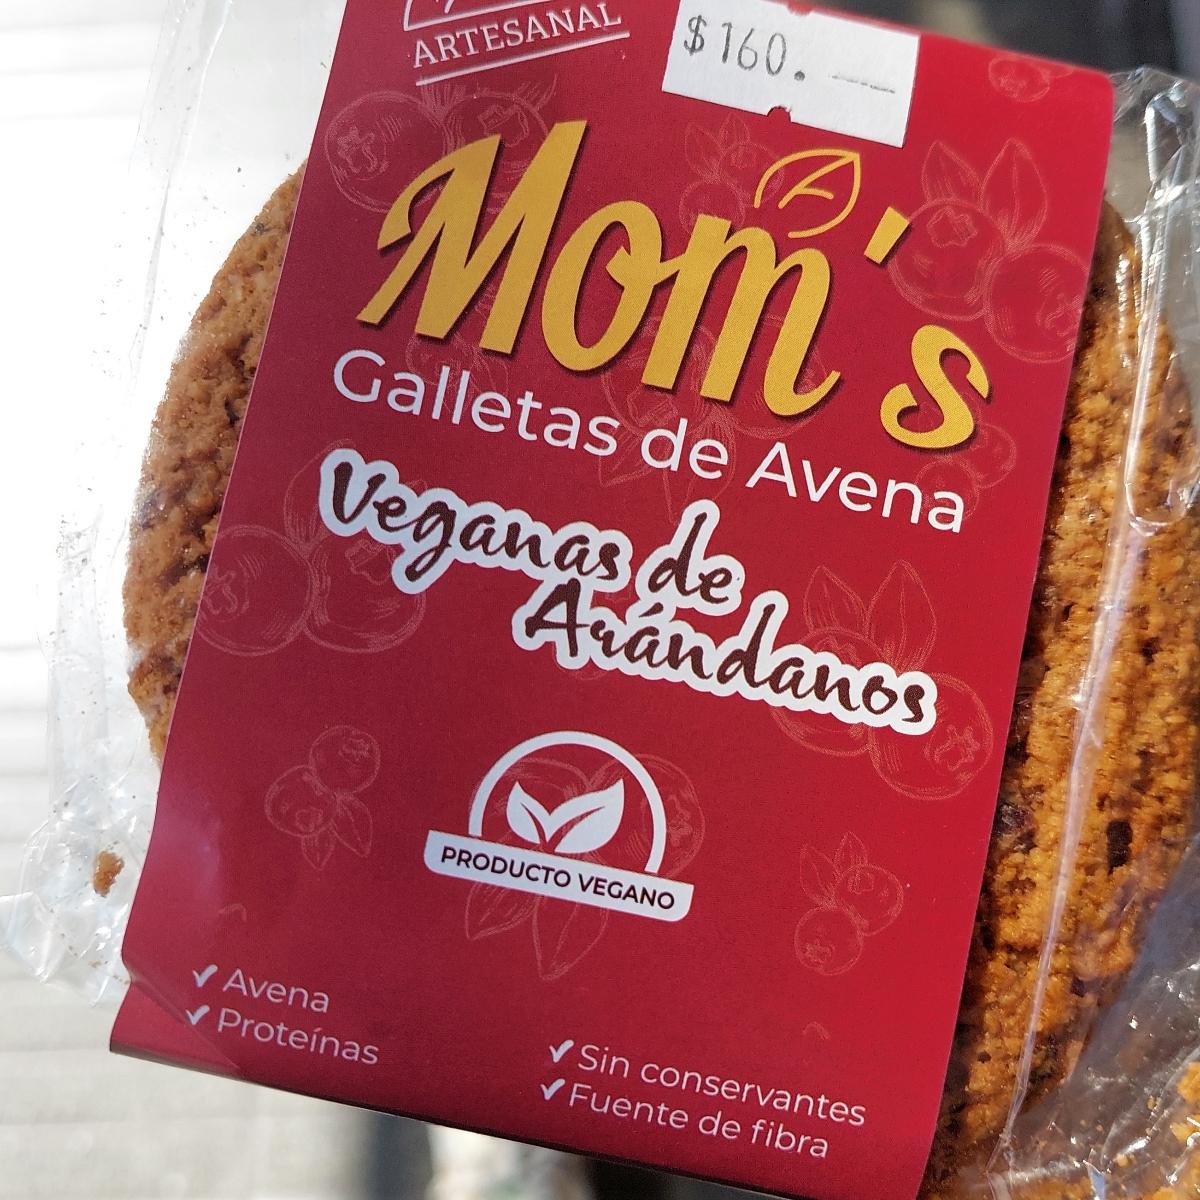 ARTESANAL
$160.
Mom's
Galletas de Avena
Veganas de
Arándanos
PRODUCTO VEGANO
✓ Avena
✓ Proteínas
✓ Sin conservantes
✓ Fuente de fibra